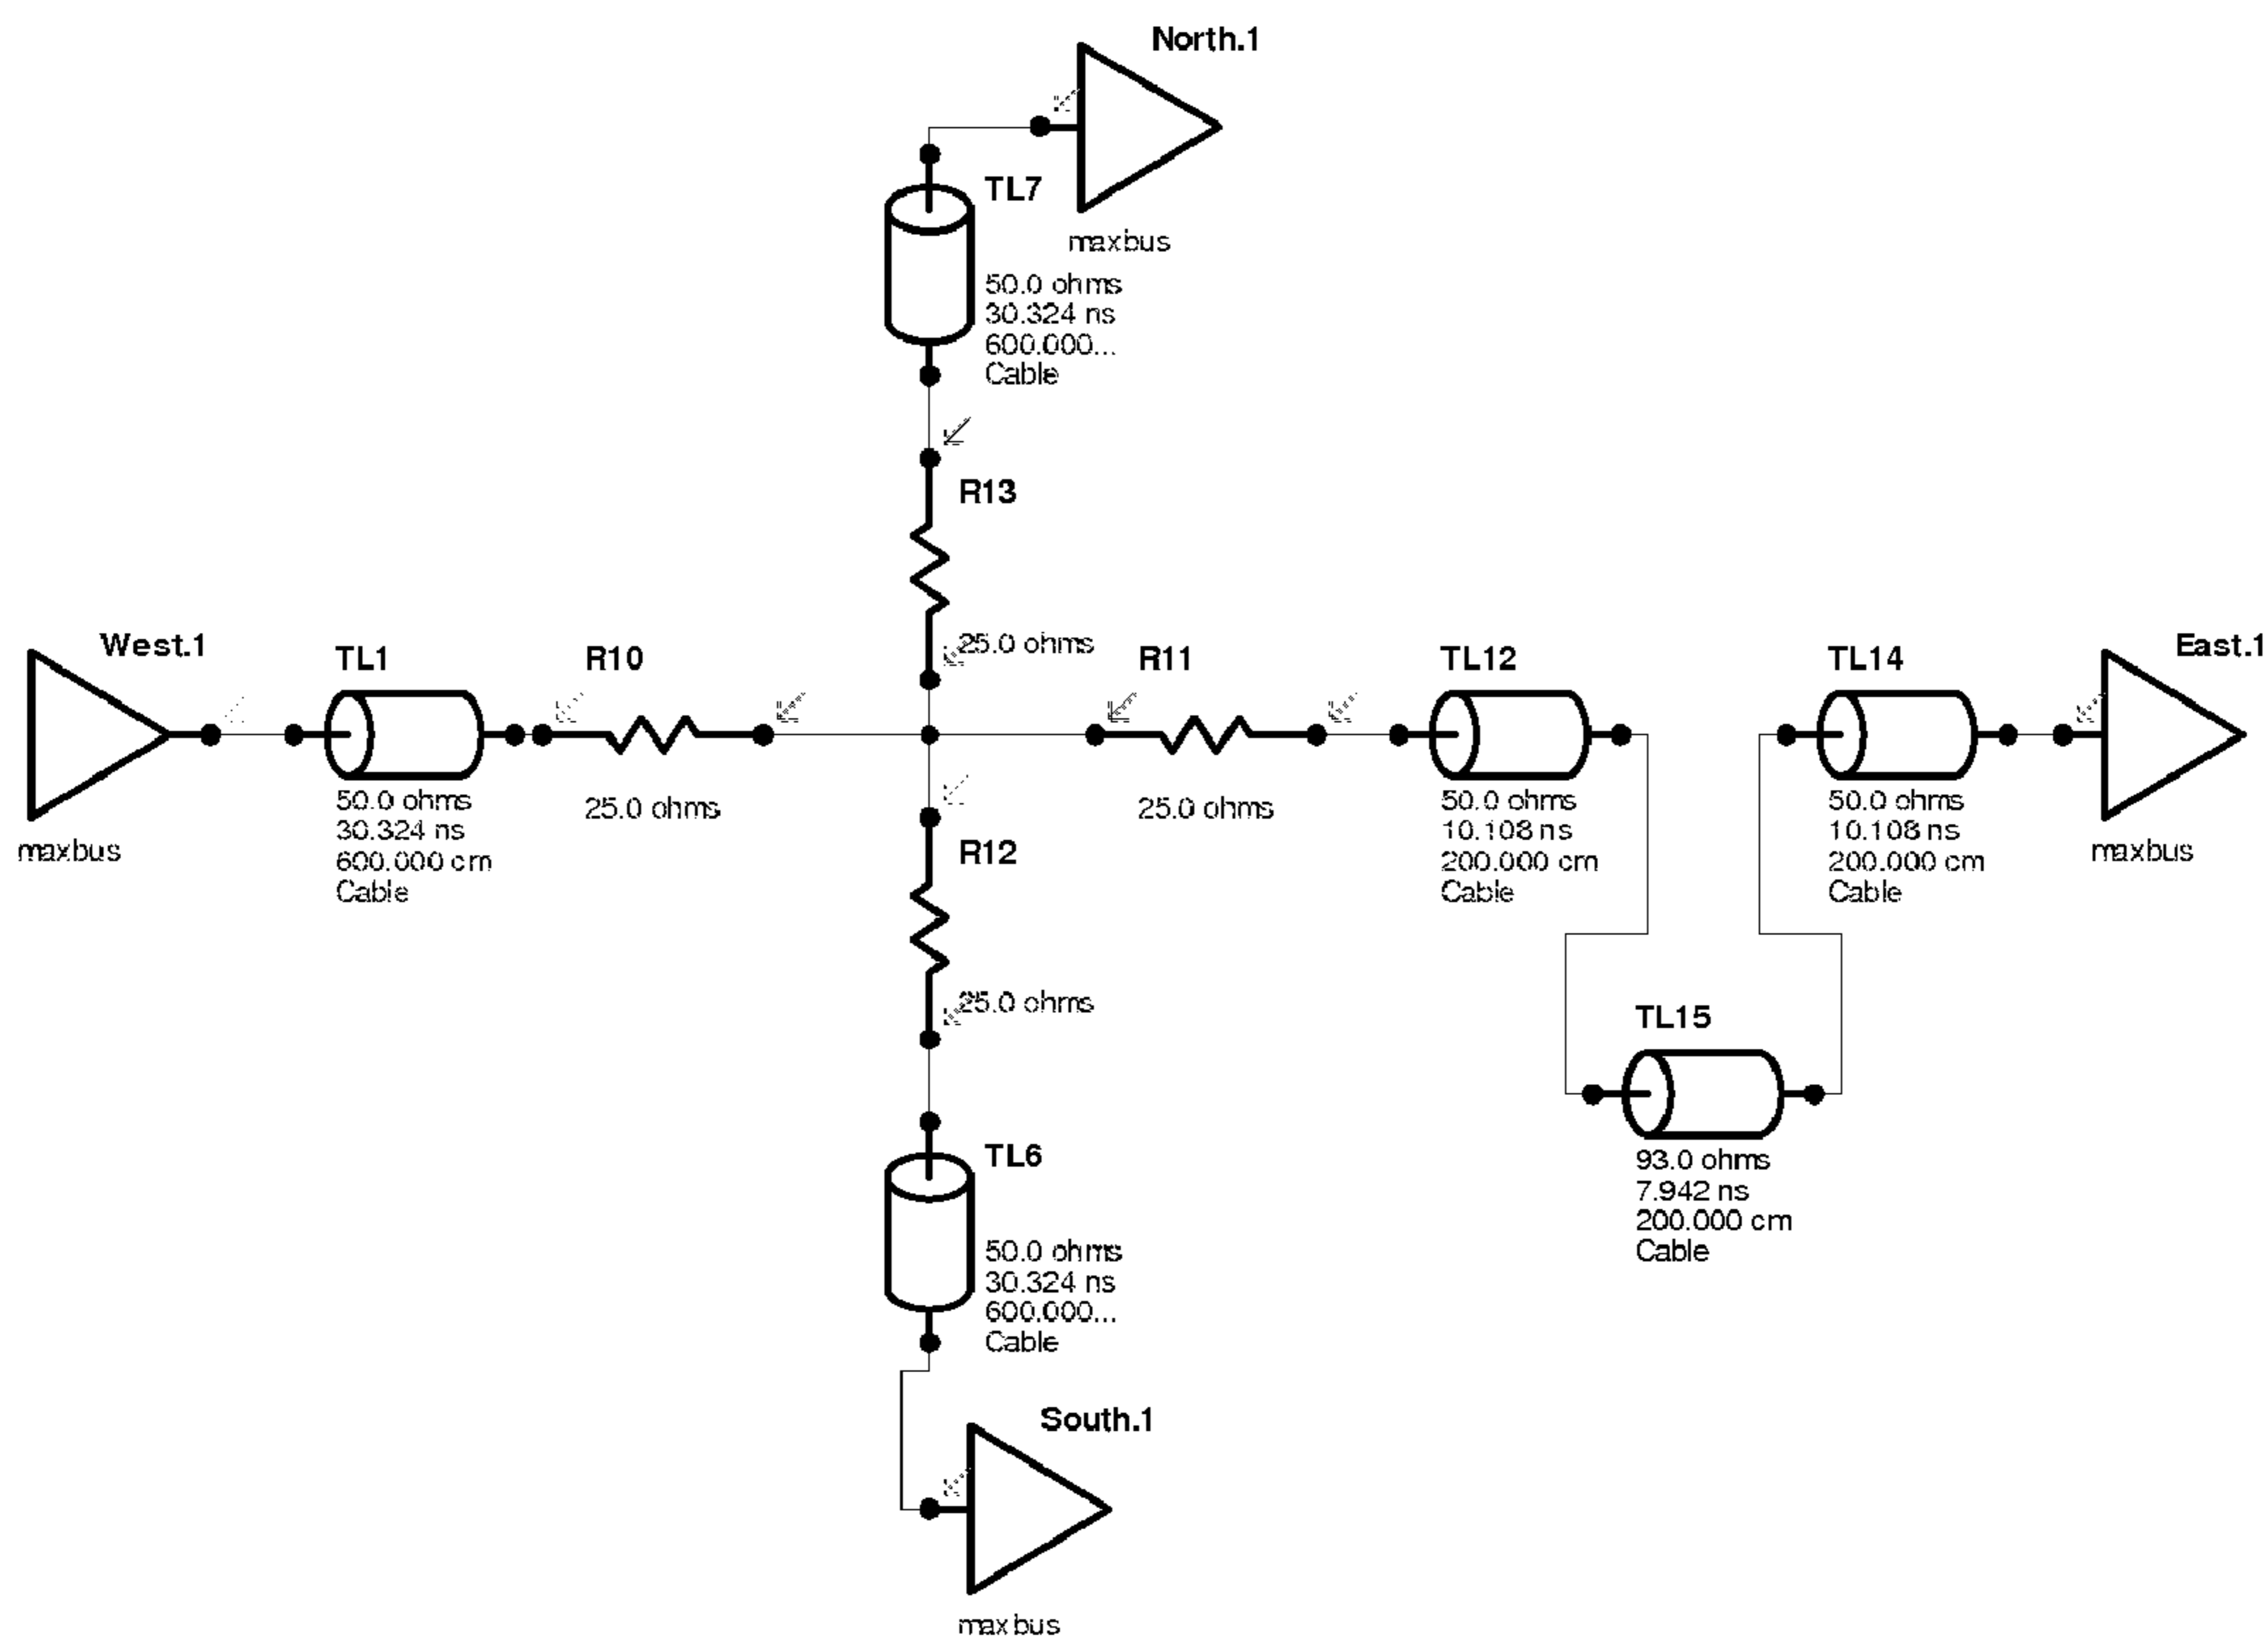 North.1
TL7
maxbus
50.0 ohms
30.324 ns
600.000...
Cable
R13
25.0 ohms
West.1
maxbus
TL1
50.0 ohms
30.324 ns
600.000 cm
Cable
R10
25.0 ohms
R11
25.0 ohms
TL12
50.0 ohms
10.108 ns
200.000 cm
Cable
TL14
50.0 ohms
10.108 ns
200.000 cm
Cable
East.1
maxbus
R12
25.0 ohms
TL15
93.0 ohms
7.942 ns
200.000 cm
Cable
TL6
50.0 ohms
30.324 ns
600.000...
Cable
South.1
maxbus